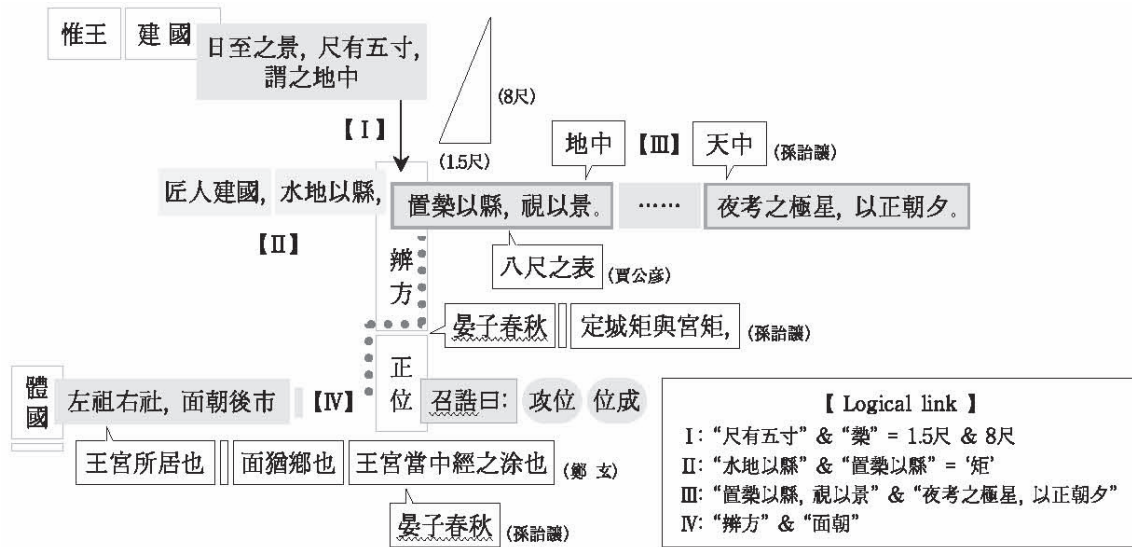 惟王 建國
日至之景, 尺有五寸,
謂之地中
(8尺)
【Ⅰ】
(1.5尺)
地中 【Ⅲ】 天中 (孫詒讓)
匠人建國, 水地以縣, 置槷以縣, 視以景。 …… 夜考之極星, 以正朝夕。
【Ⅱ】
辨方
八尺之表 (賈公彦)
晏子春秋 定城矩與宮矩, (孫詒讓)
正位
體國
左祖右社, 面朝後市 【Ⅳ】 召誥曰: 攻位 位成
王宮所居也 面猶鄉也 王宮當中經之涂也 (鄭 玄)
晏子春秋 (孫詒讓)
【 Logical link 】
Ⅰ: “尺有五寸” & “槷” = 1.5尺 & 8尺
Ⅱ: “水地以縣” & “置槷以縣” = ‘矩’
Ⅲ: “置槷以縣, 視以景” & “夜考之極星, 以正朝夕”
Ⅳ: “辨方” & “面朝”